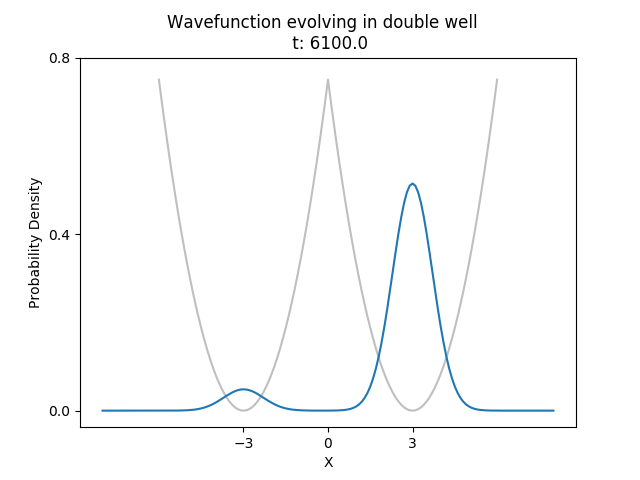 Wavefunction evolving in double well
t: 6100.0
0.8
0.4
0.0
Probability Density
−3 0 3
X